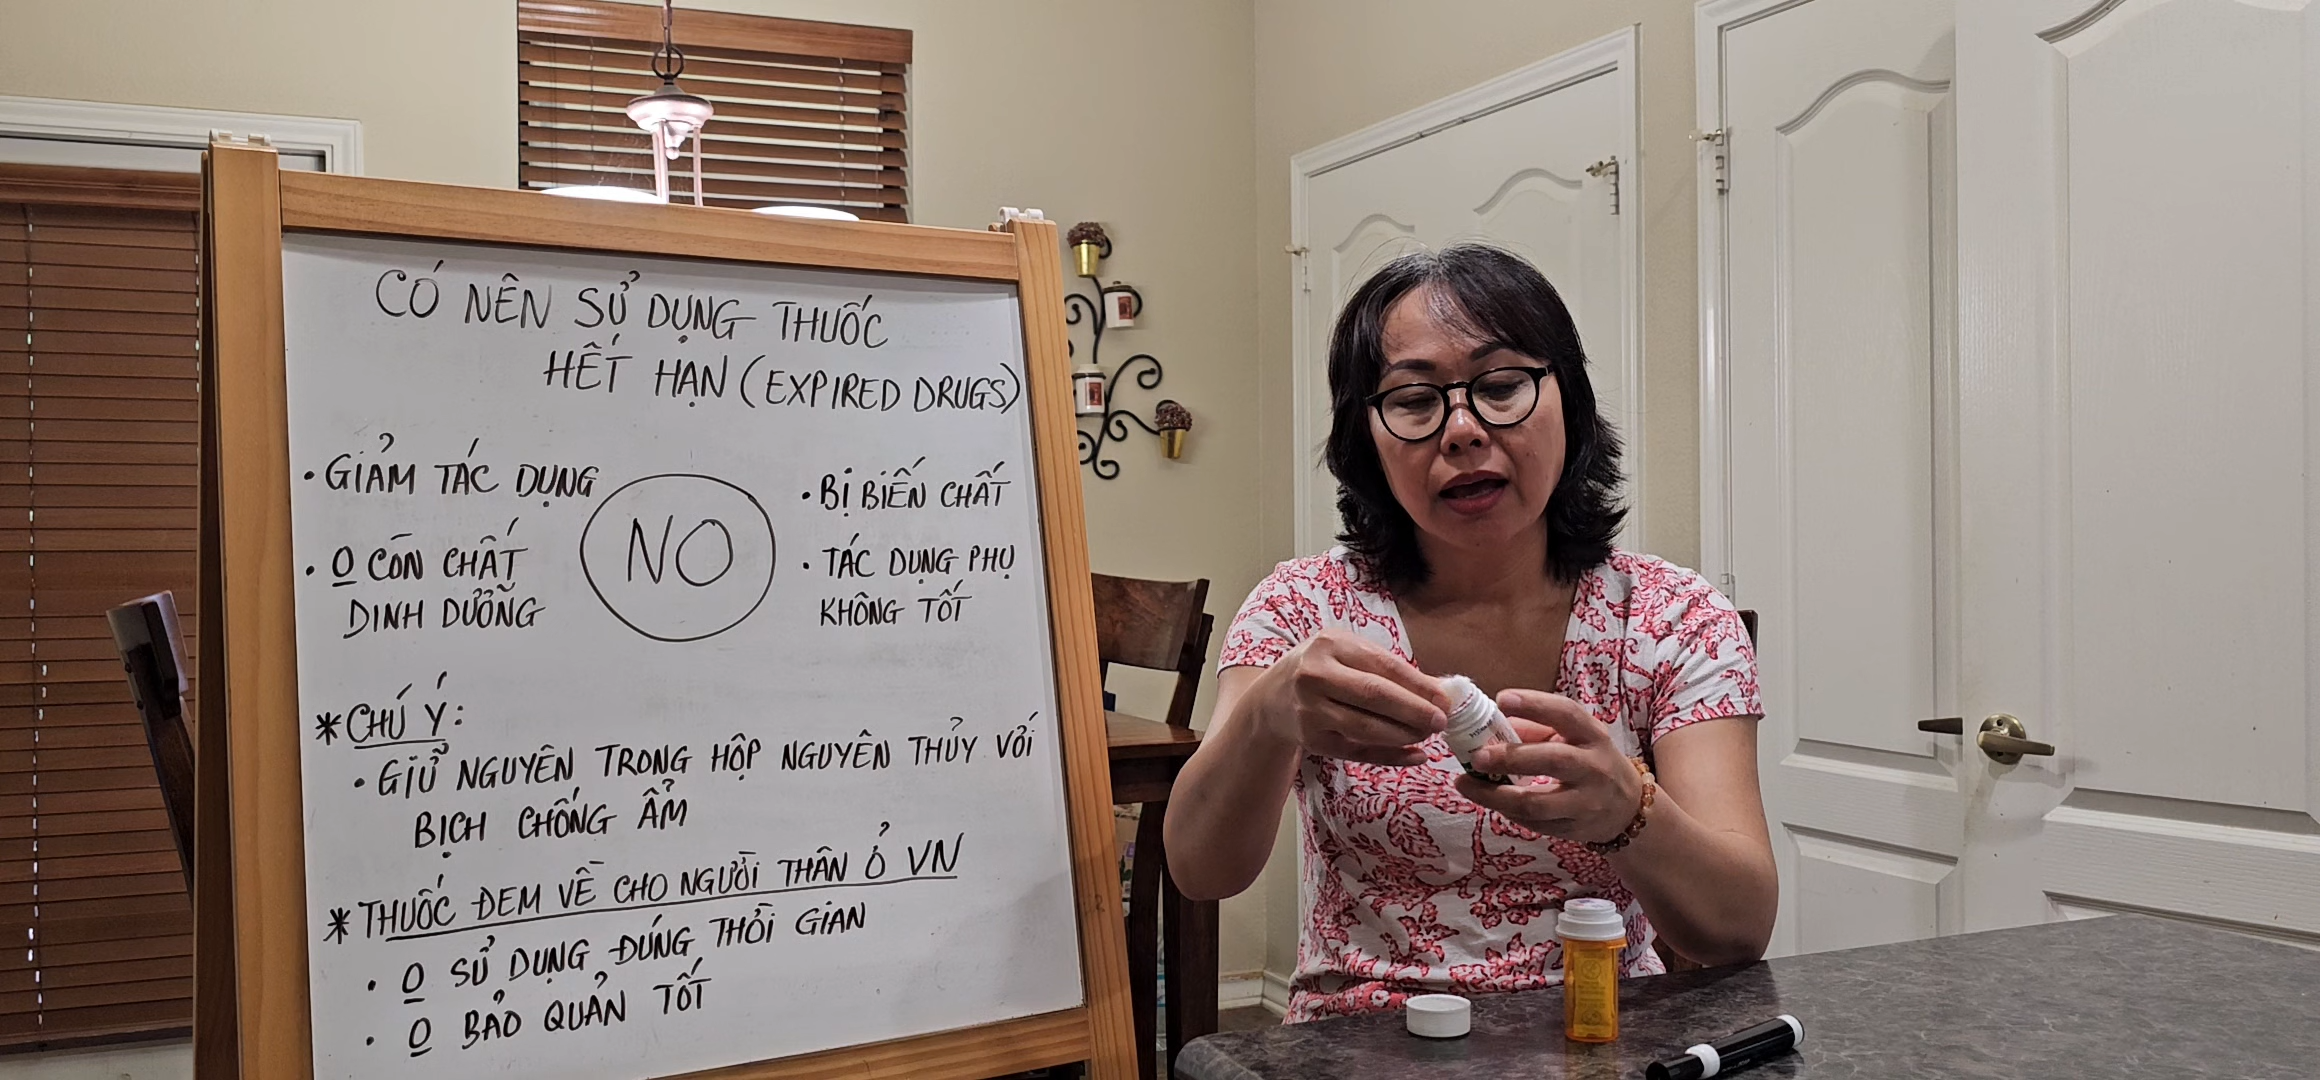 CÓ NÊN SỬ DỤNG THUỐC
HẾT HẠN (EXPIRED DRUGS)
• GIẢM TÁC DỤNG
• O CÒN CHẤT
DINH DƯỠNG
NO
• BỊ BIẾN CHẤT
• TÁC DỤNG PHỤ
KHÔNG TỐT
* CHÚ Ý:
• GIỮ NGUYÊN TRONG HỘP NGUYÊN THỦY VỚI
BỊCH CHỐNG ẨM
* THUỐC ĐEM VỀ CHO NGƯỜI THÂN Ở VN
• O SỬ DỤNG ĐÚNG THỜI GIAN
• O BẢO QUẢN TỐT